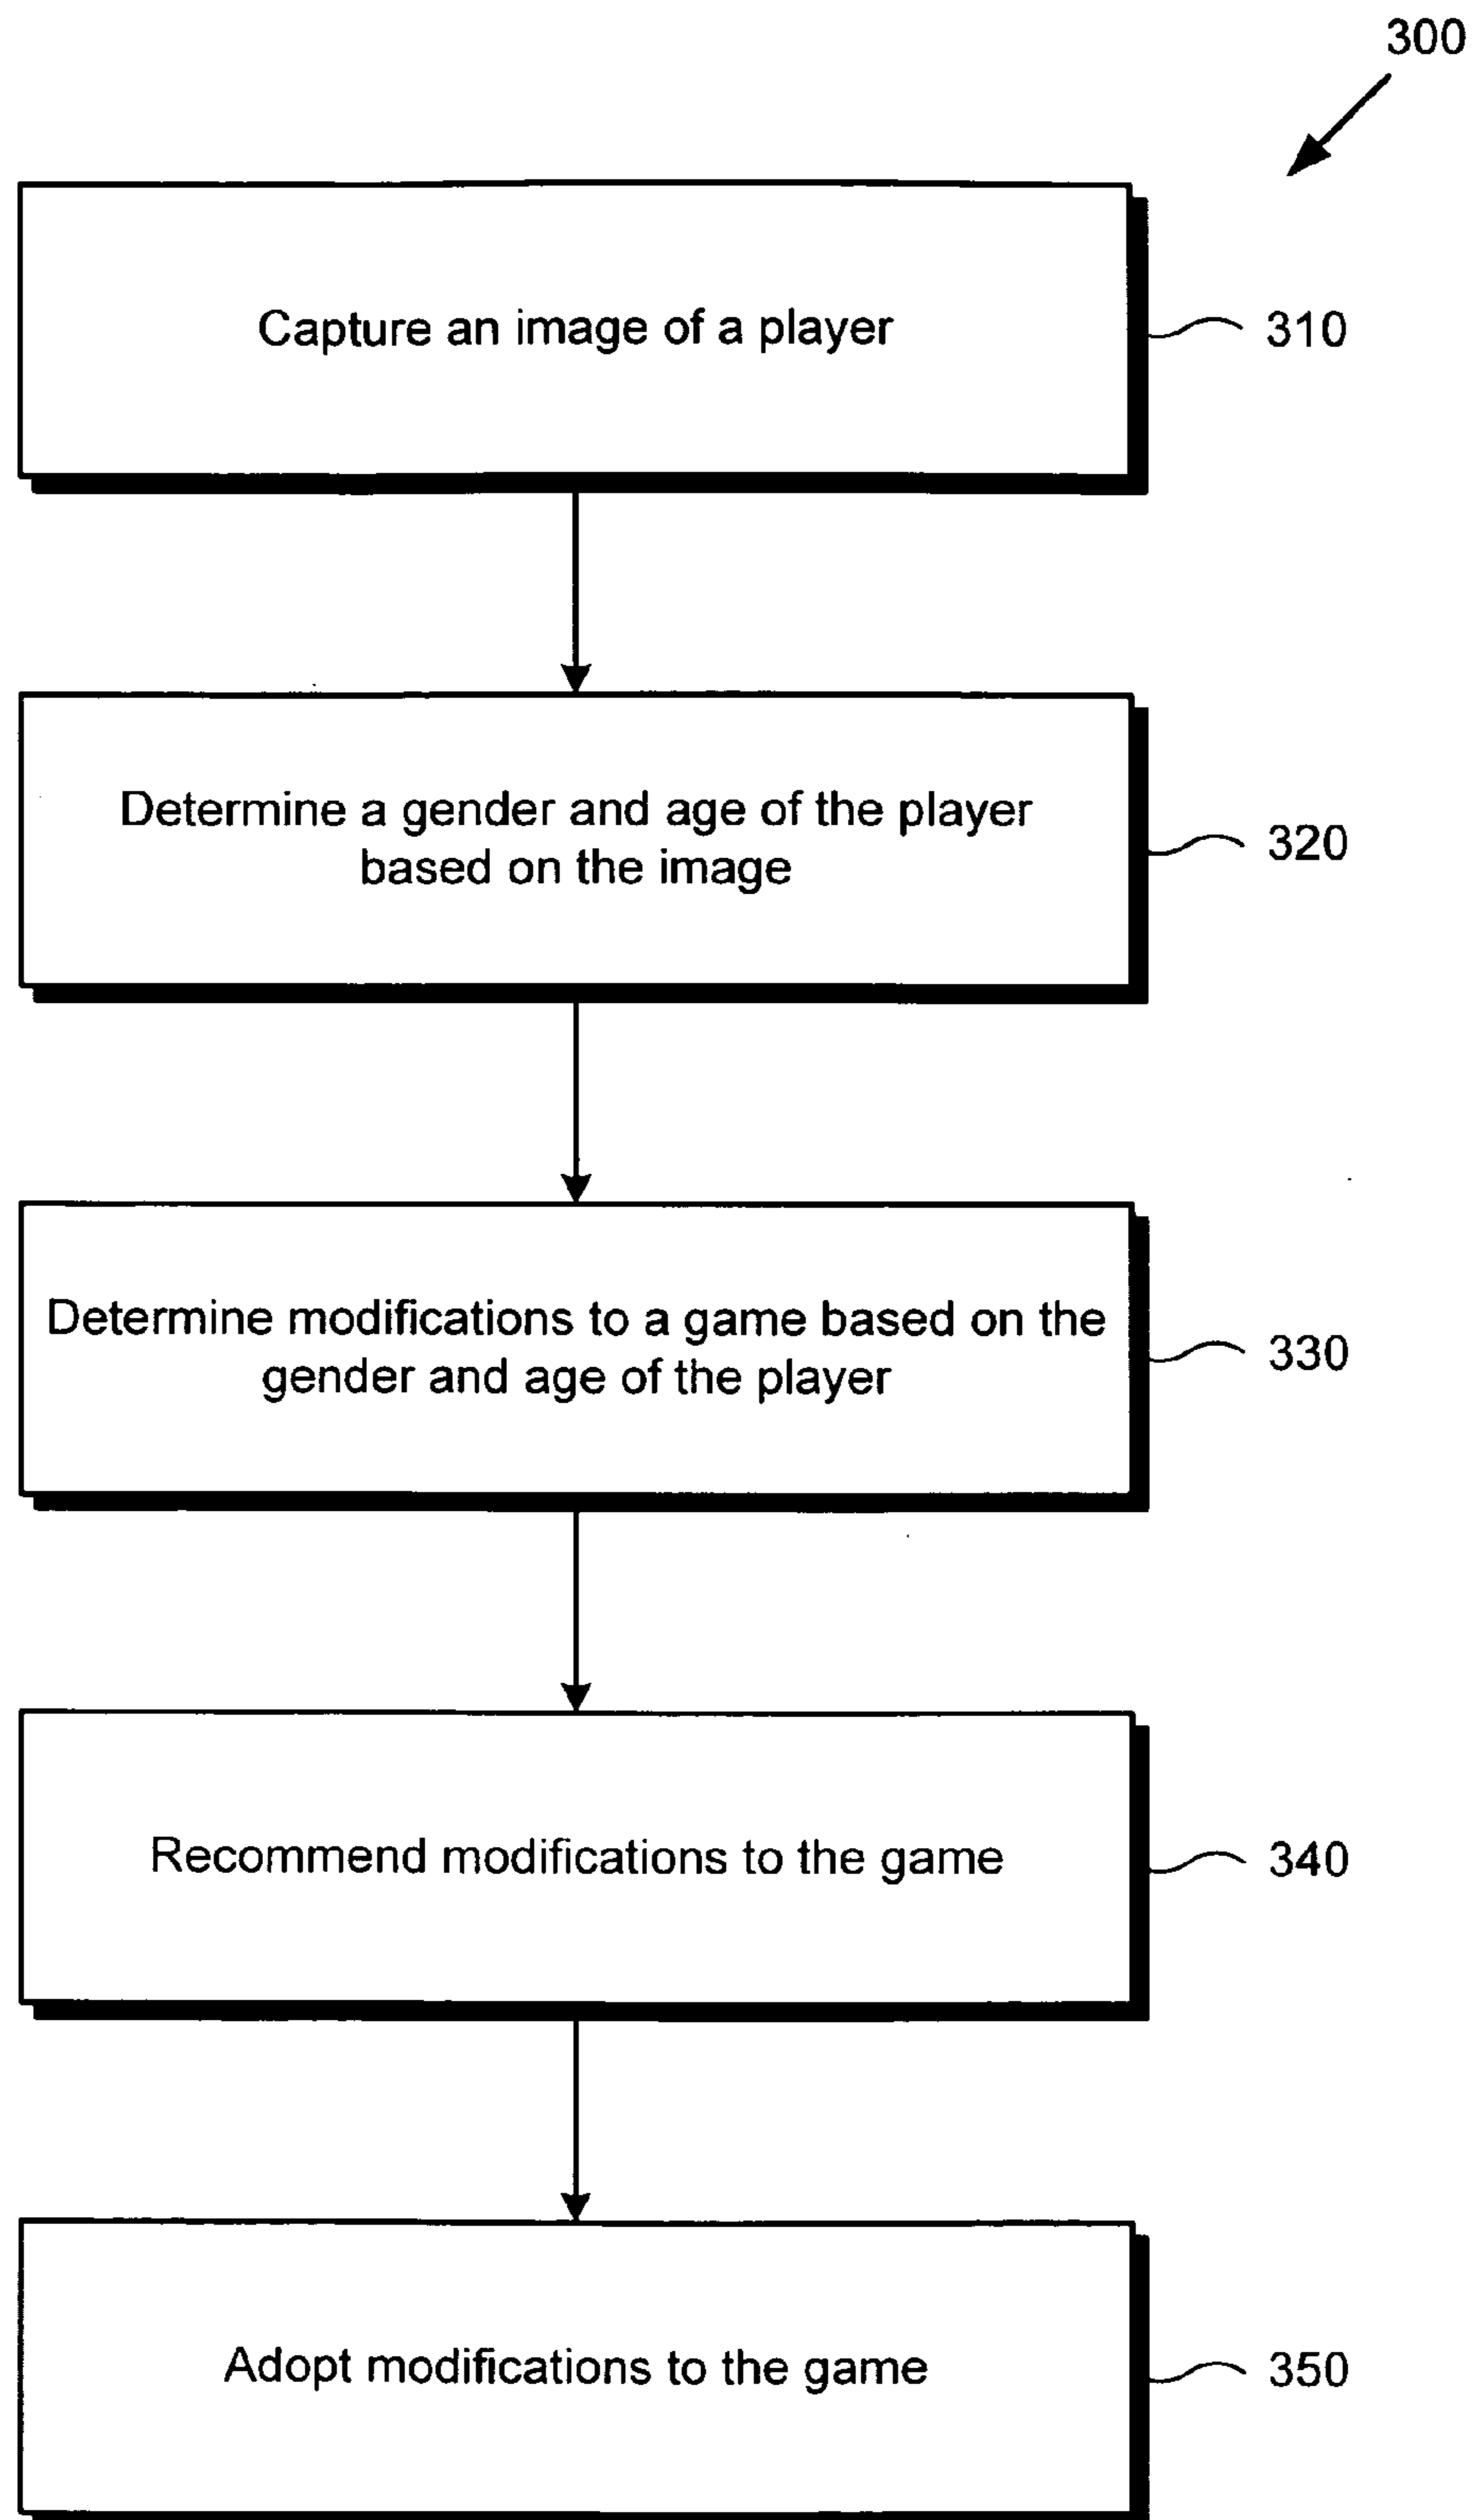 300
Capture an image of a player
310
Determine a gender and age of the player
based on the image
320
Determine modifications to a game based on the
gender and age of the player
330
Recommend modifications to the game
340
Adopt modifications to the game
350